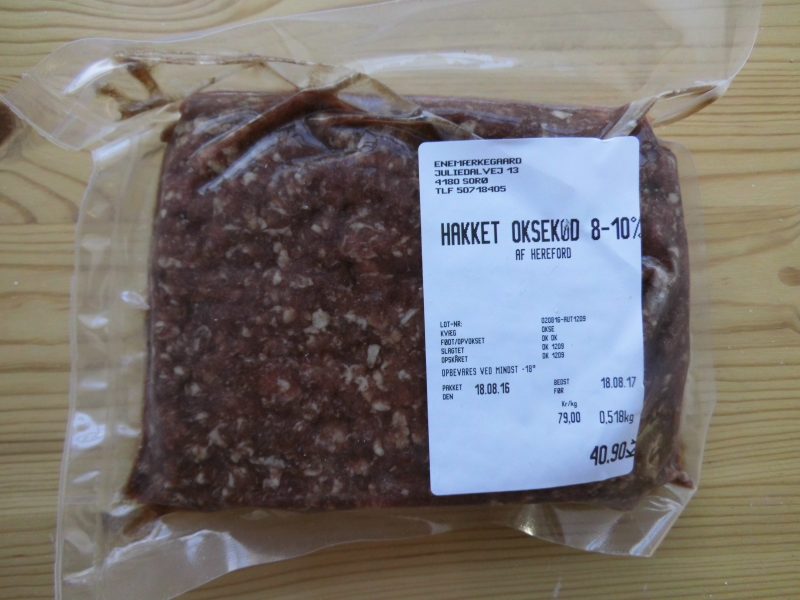 ENEMÆRKEGAARD
JULIEDALVEJ 13
4180 SORØ
TLF 50718405
HAKKET OKSEKØD 8-10%
AF HEREFORD
LOT-NR: 020816-AUT1209
KVÆG OKSE
FØDT/OPVOKSET DK DK
SLAGTET DK 1209
OPSKÅRET DK 1209
OPBEVARES VED MINDST -18°
PAKKET DEN 18.08.16 BEDST FØR 18.08.17
Kr/kg
79,00 0,518kg
40.90